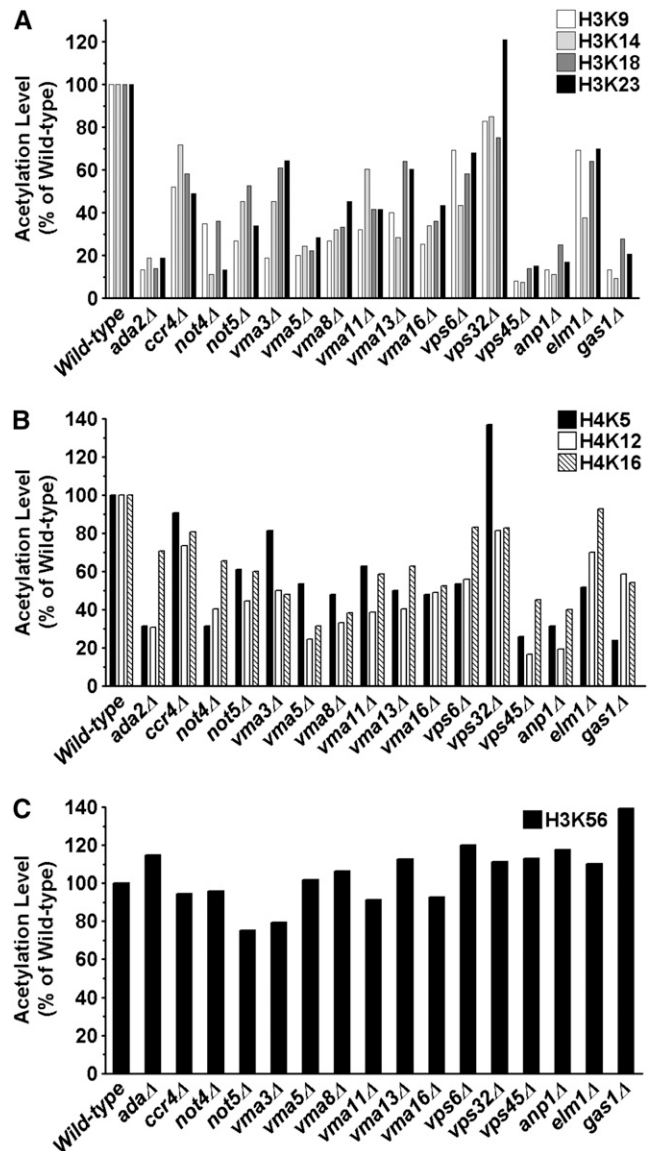 A
Acetylation Level
(% of Wild-type)
120
100
80
60
40
20
0
H3K9
H3K14
H3K18
H3K23
Wild-type
ada2Δ
ccr4Δ
not4Δ
not5Δ
vma3Δ
vma5Δ
vma8Δ
vma11Δ
vma13Δ
vma16Δ
vps6Δ
vps32Δ
vps45Δ
anp1Δ
elm1Δ
gas1Δ
B
Acetylation Level
(% of Wild-type)
140
120
100
80
60
40
20
0
H4K5
H4K12
H4K16
Wild-type
ada2Δ
ccr4Δ
not4Δ
not5Δ
vma3Δ
vma5Δ
vma8Δ
vma11Δ
vma13Δ
vma16Δ
vps6Δ
vps32Δ
vps45Δ
anp1Δ
elm1Δ
gas1Δ
C
Acetylation Level
(% of Wild-type)
140
120
100
80
60
40
20
0
H3K56
Wild-type
adaΔ
ccr4Δ
not4Δ
not5Δ
vma3Δ
vma5Δ
vma8Δ
vma11Δ
vma13Δ
vma16Δ
vps6Δ
vps32Δ
vps45Δ
anp1Δ
elm1Δ
gas1Δ